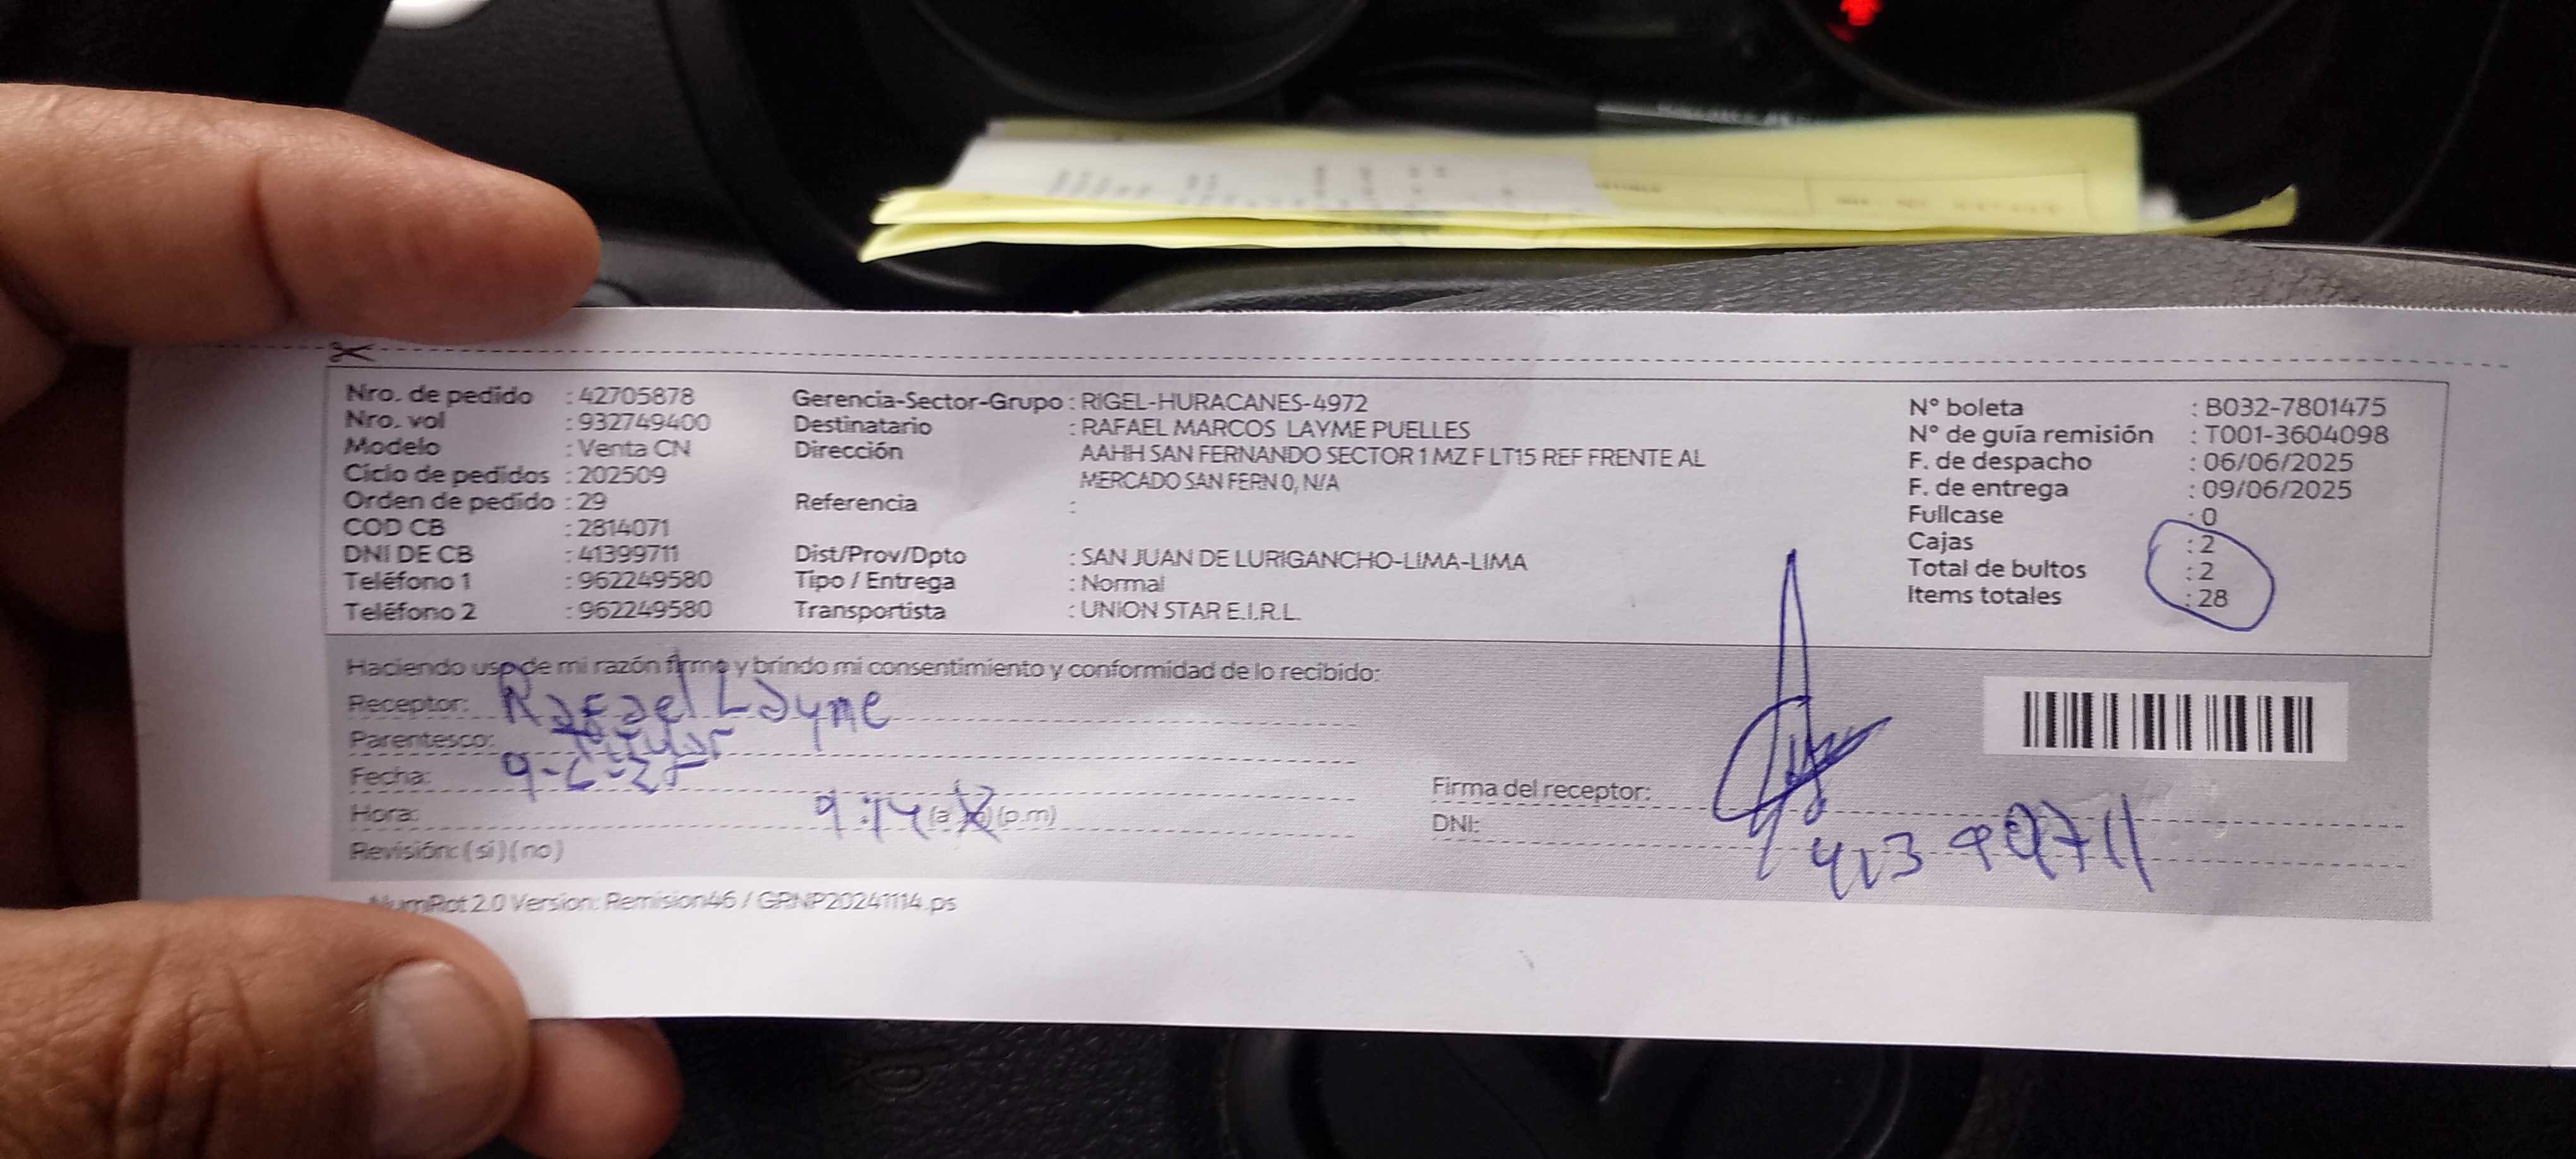 Nro. de pedido : 42705878
Nro. vol : 932749400
Modelo : Venta CN
Ciclo de pedidos : 202509
Orden de pedido : 29
COD CB : 2814071
DNI DE CB : 41399711
Teléfono 1 : 962249580
Teléfono 2 : 962249580
Gerencia-Sector-Grupo : RIGEL-HURACANES-4972
Destinatario : RAFAEL MARCOS LAYME PUELLES
Dirección AAHH SAN FERNANDO SECTOR 1 MZ F LT15 REF FRENTE AL
MERCADO SAN FERN 0, N/A
Referencia :
Dist/Prov/Dpto : SAN JUAN DE LURIGANCHO-LIMA-LIMA
Tipo / Entrega : Normal
Transportista : UNION STAR E.I.R.L.
N° boleta : B032-7801475
N° de guía remisión : T001-3604098
F. de despacho : 06/06/2025
F. de entrega : 09/06/2025
Fullcase : 0
Cajas : 2
Total de bultos : 2
Items totales : 28
Haciendo uso de mi razón firmo y brindo mi consentimiento y conformidad de lo recibido:
Receptor: Rafael Layme
Parentesco: titular
Fecha: 9-6-25
Hora: 9:14 (a.m) (p.m)
Revisión: (si) (no)
Firma del receptor:
DNI: 41399711
NumRot 2.0 Version: Remision46 / GRNP20241114.ps